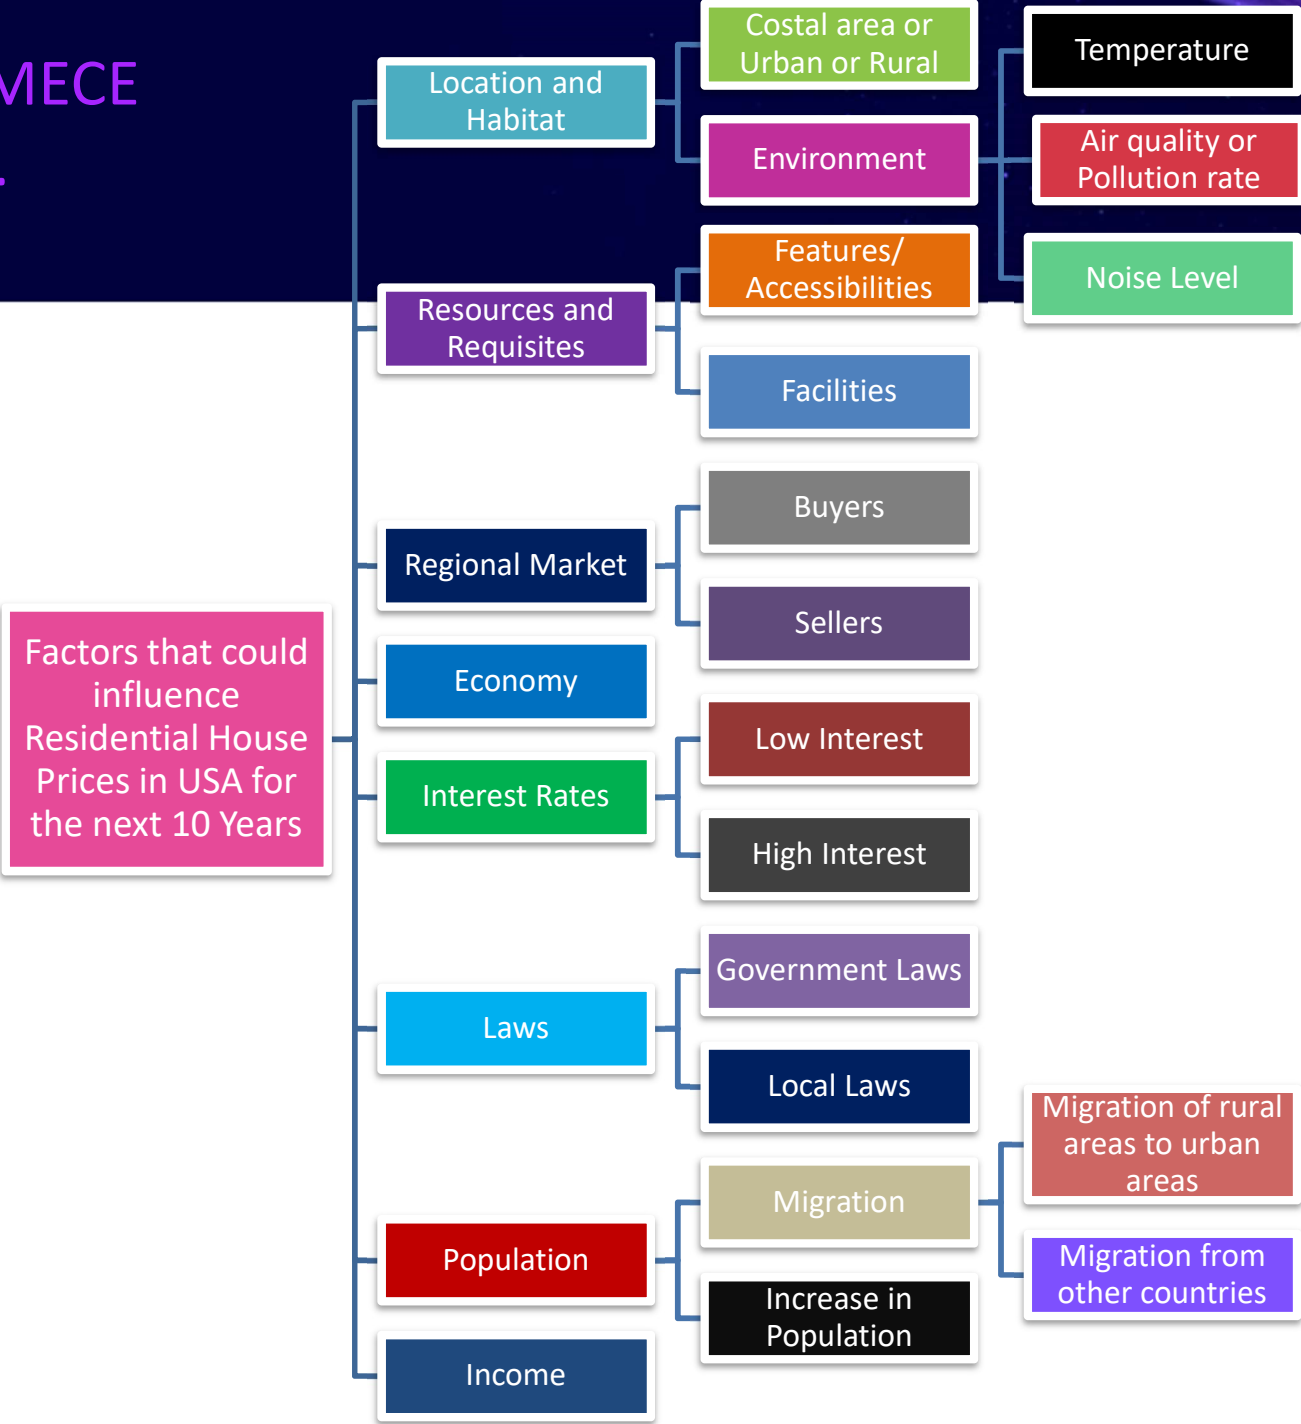 MECE
.
Factors that could
influence
Residential House
Prices in USA for
the next 10 Years
Location and
Habitat
Costal area or
Urban or Rural
Environment
Temperature
Air quality or
Pollution rate
Noise Level
Resources and
Requisites
Features/
Accessibilities
Facilities
Regional Market
Buyers
Sellers
Economy
Interest Rates
Low Interest
High Interest
Laws
Government Laws
Local Laws
Population
Migration
Migration of rural
areas to urban
areas
Migration from
other countries
Increase in
Population
Income